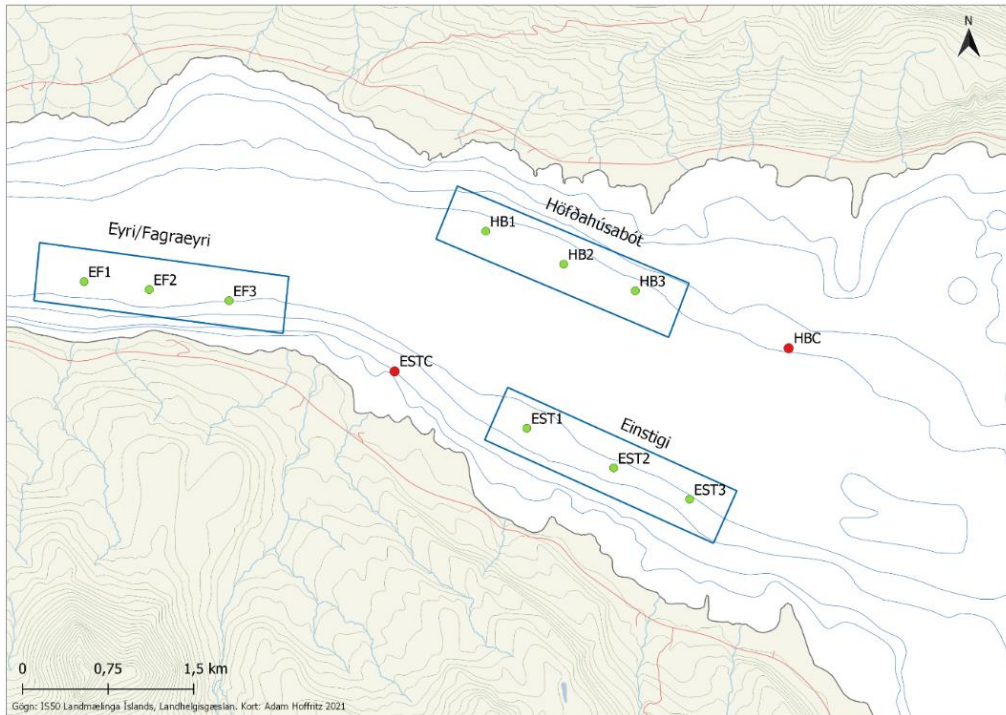 N
Höfðahúsabót
Eyri/Fagraeyri
HB1
HB2
EF1
EF2
HB3
EF3
HBC
ESTC
EST1
Einstigi
EST2
EST3
0
0,75
1,5 km
Gögn: IS50 Landmælinga Íslands, Landhelgisgæslan. Kort: Adam Hoffritz 2021